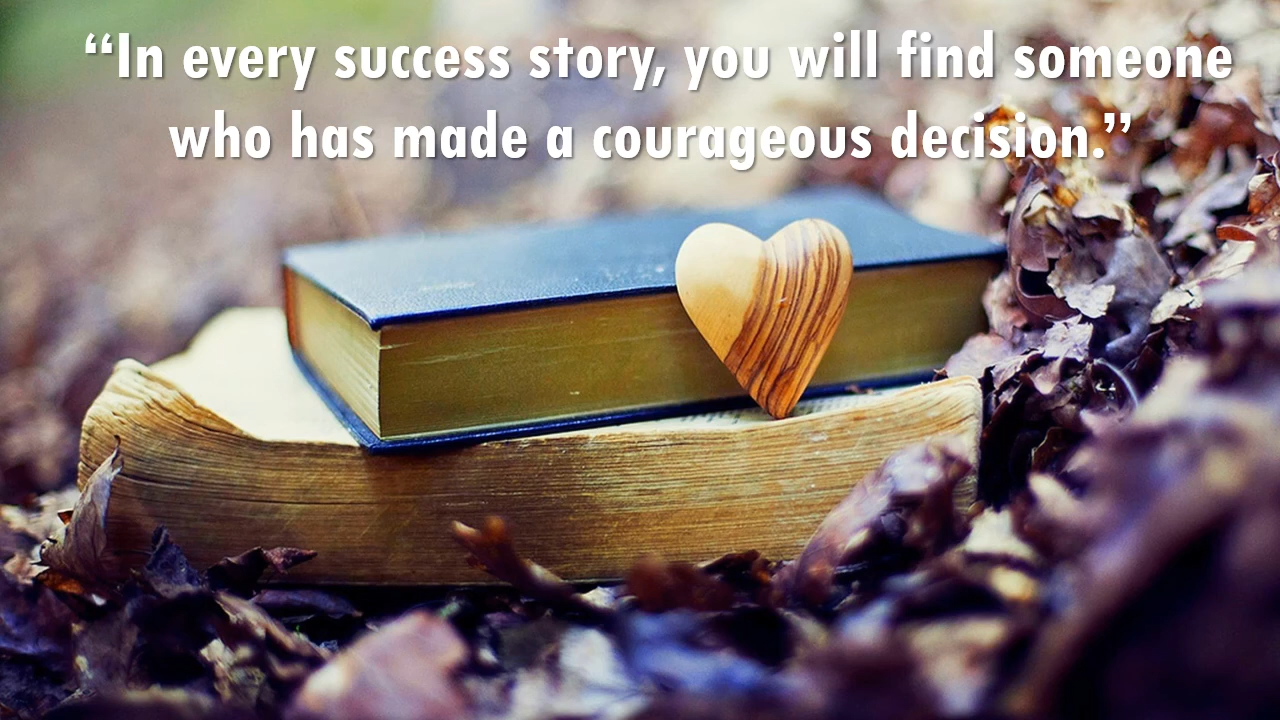 “In every success story, you will find someone
who has made a courageous decision.”